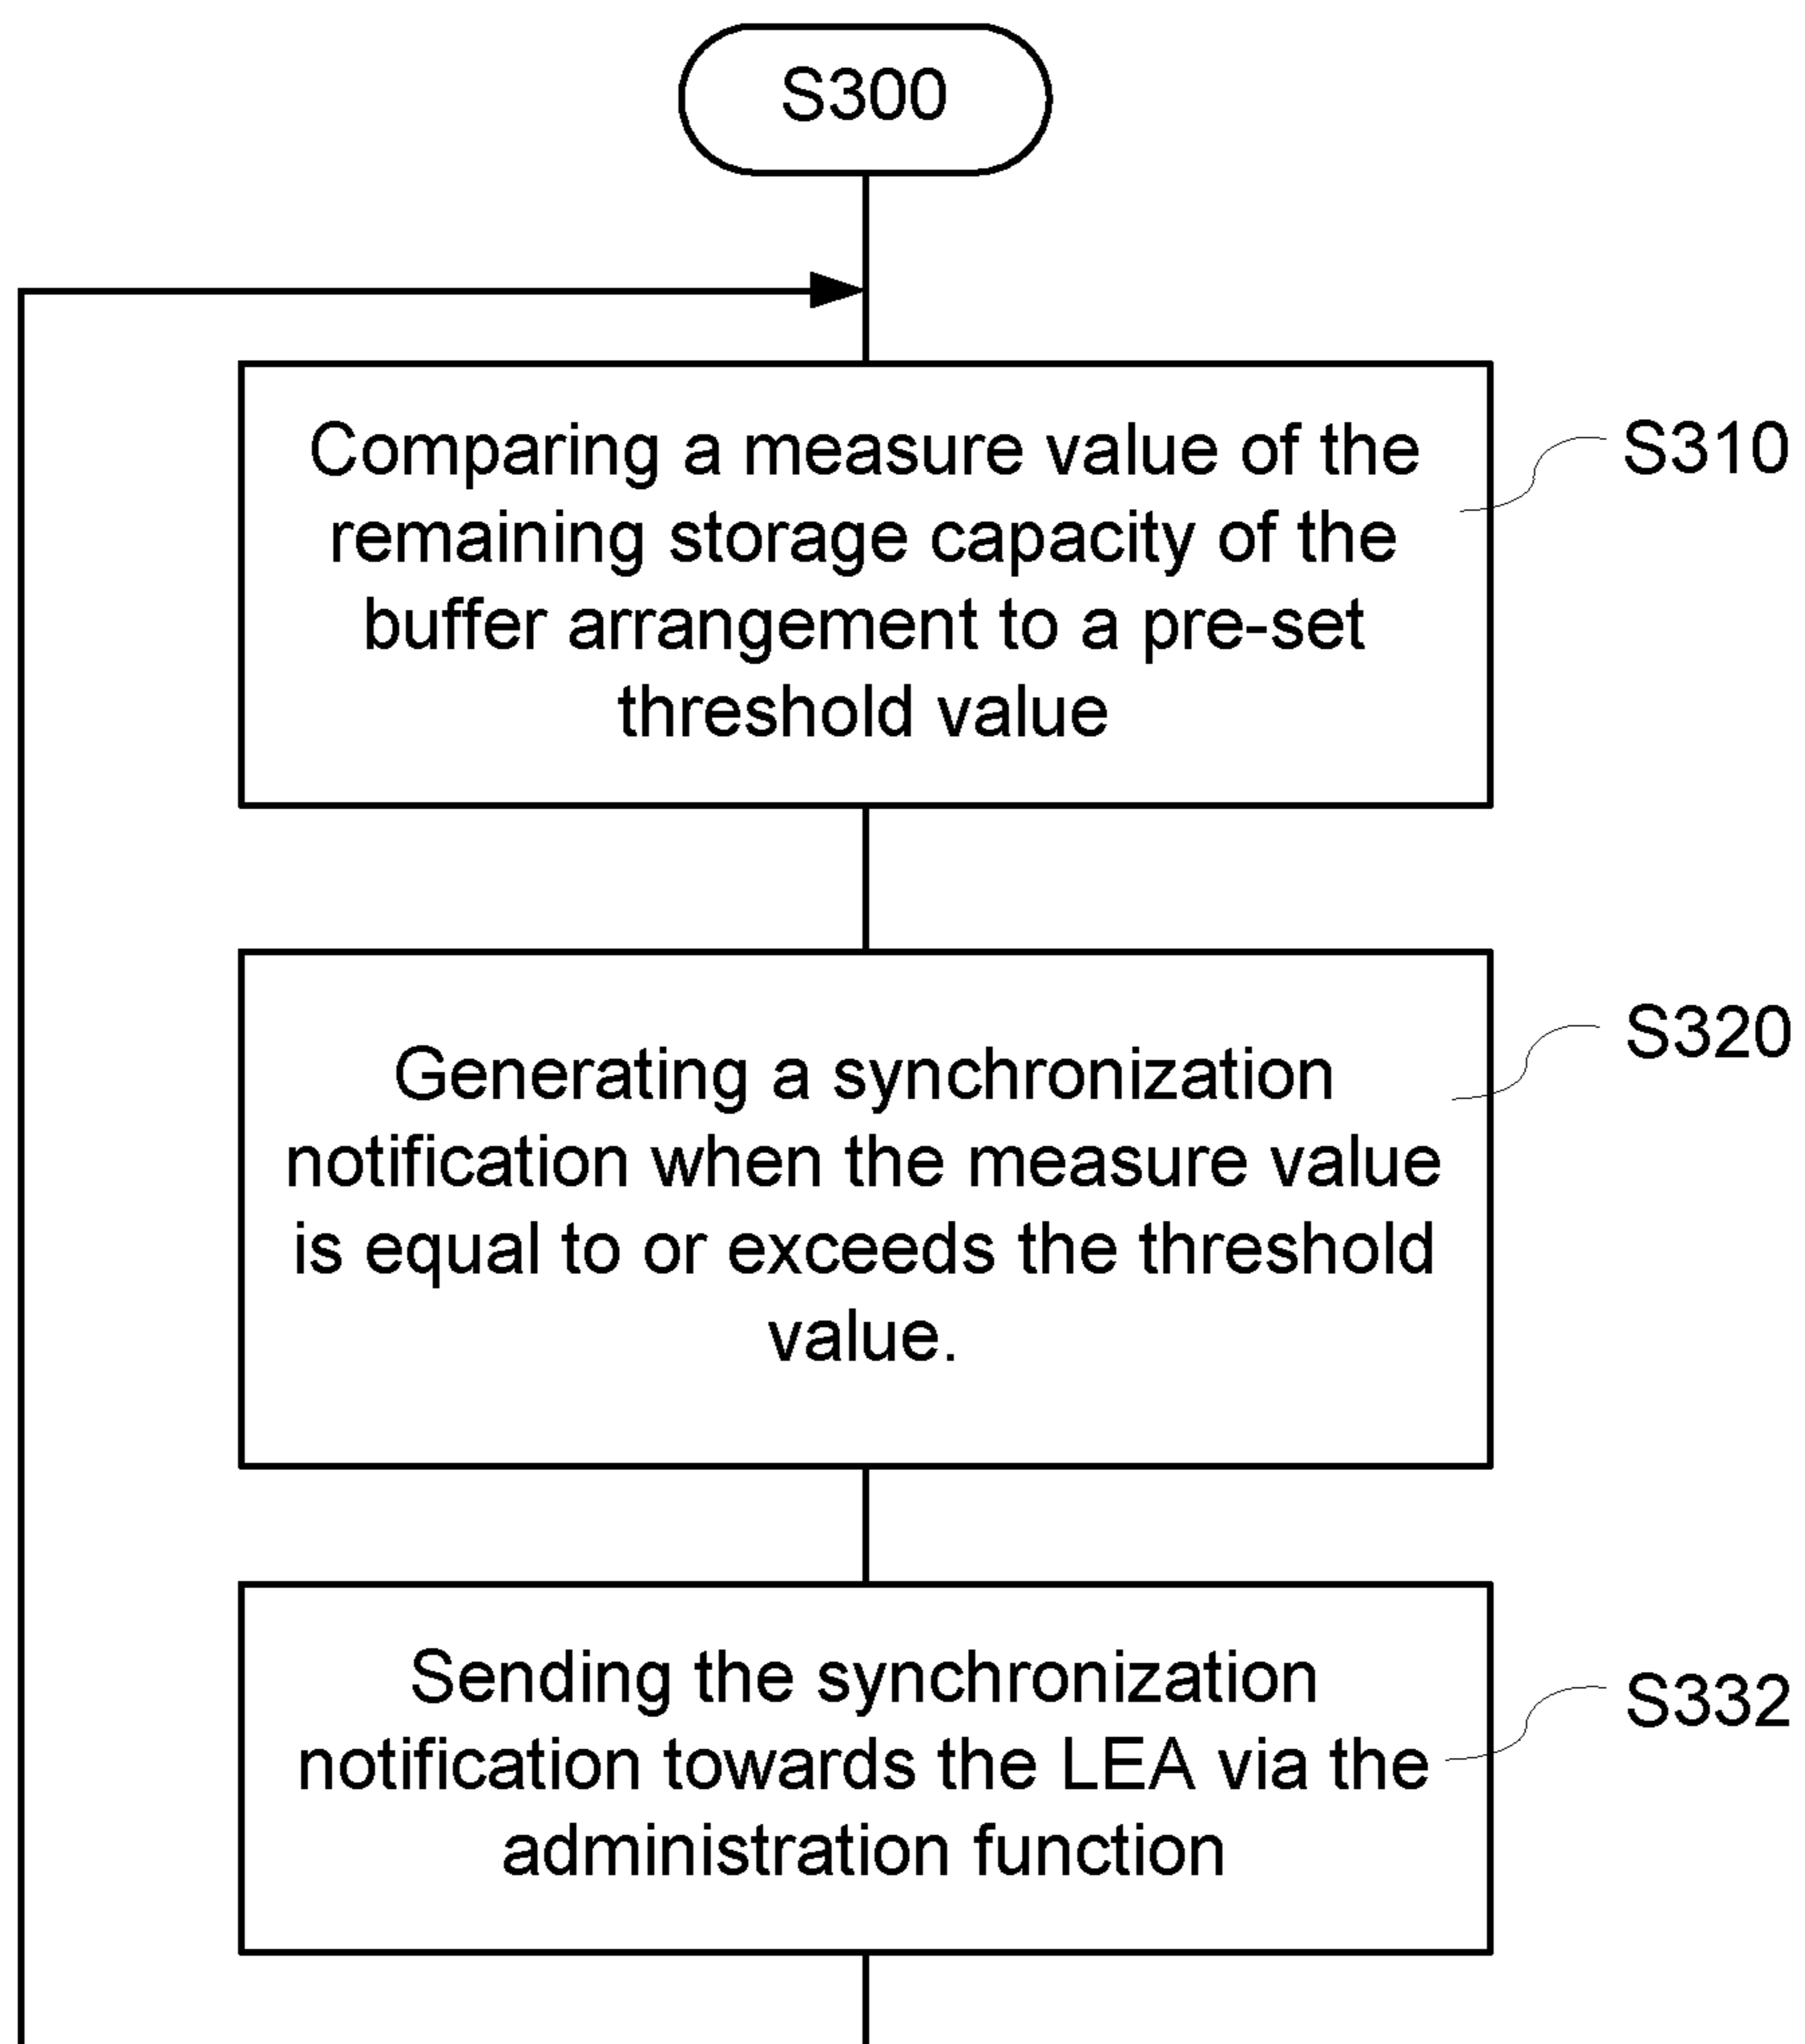 S300
Comparing a measure value of the
remaining storage capacity of the
buffer arrangement to a pre-set
threshold value
S310
Generating a synchronization
notification when the measure value
is equal to or exceeds the threshold
value.
S320
Sending the synchronization
notification towards the LEA via the
administration function
S332